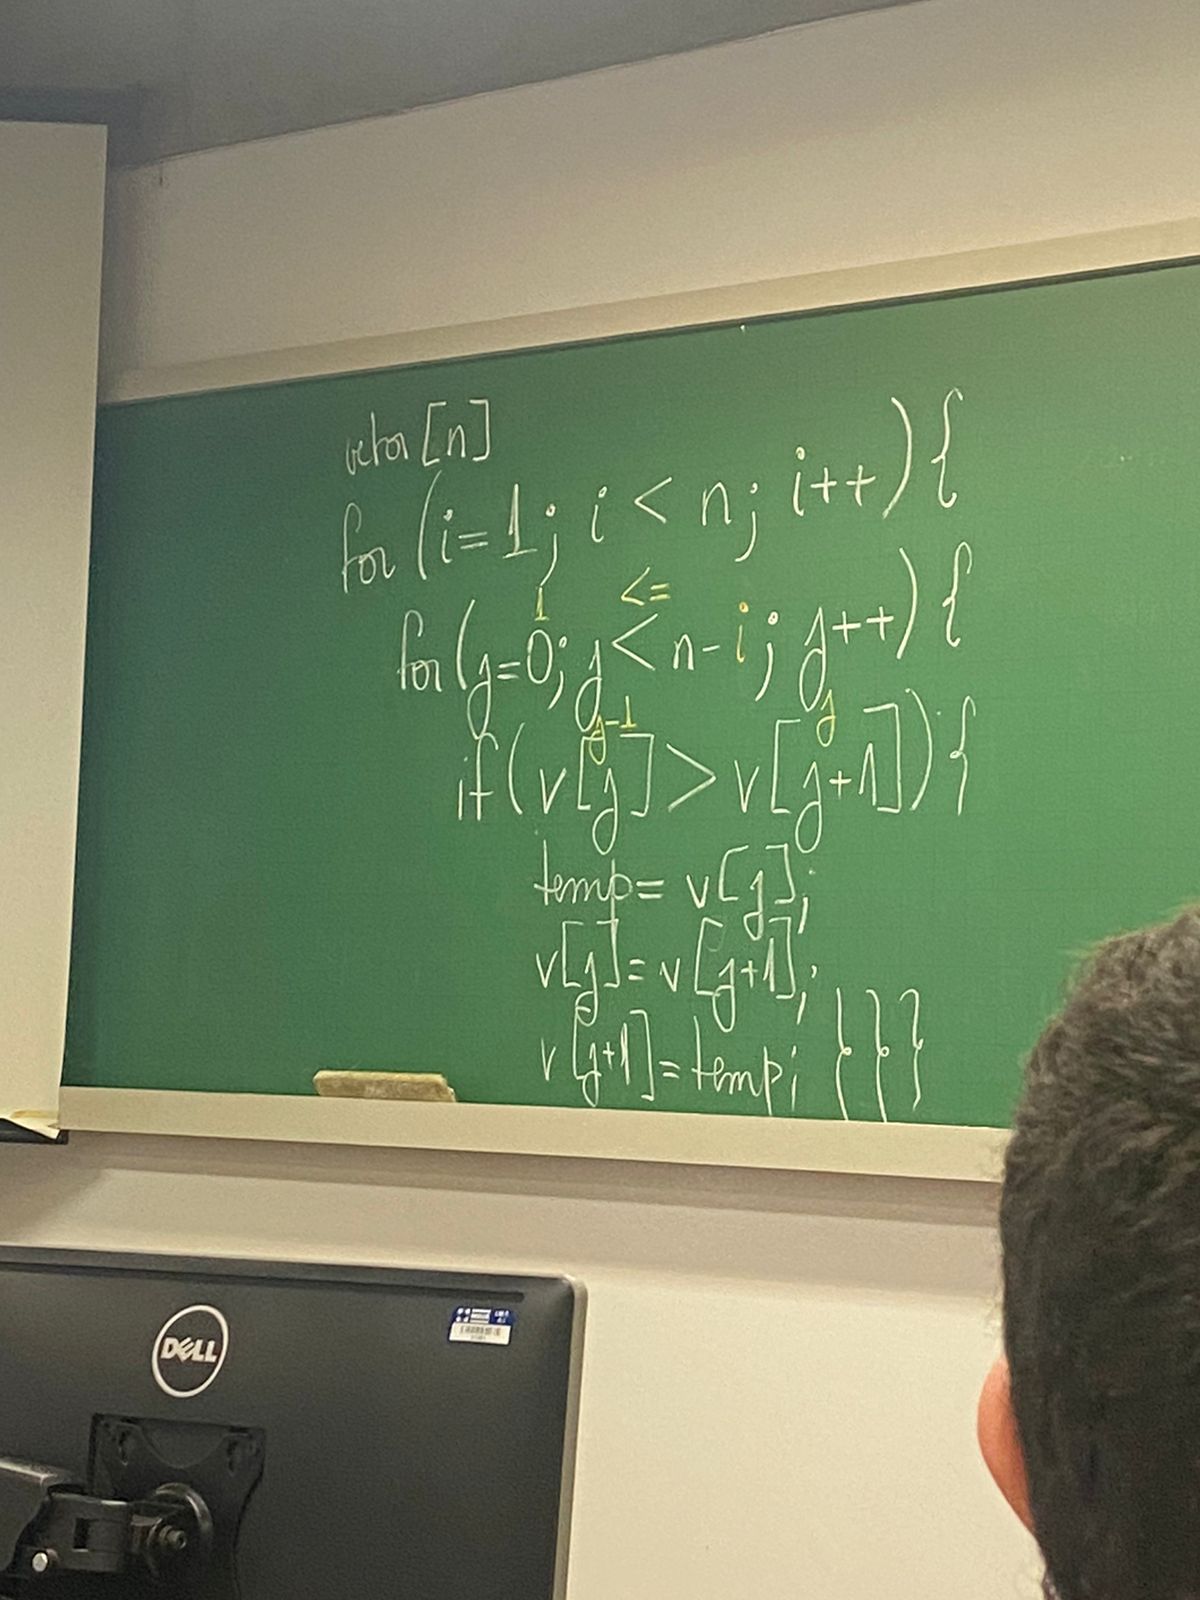 vetor [n]
for (i=1; i < n; i++) {
1 <=
for (j=0; j < n-i; j++) {
j-1 j
if (v[j] > v[j+1]) {
temp = v[j];
v[j] = v[j+1];
v[j+1] = temp; } } }
DELL